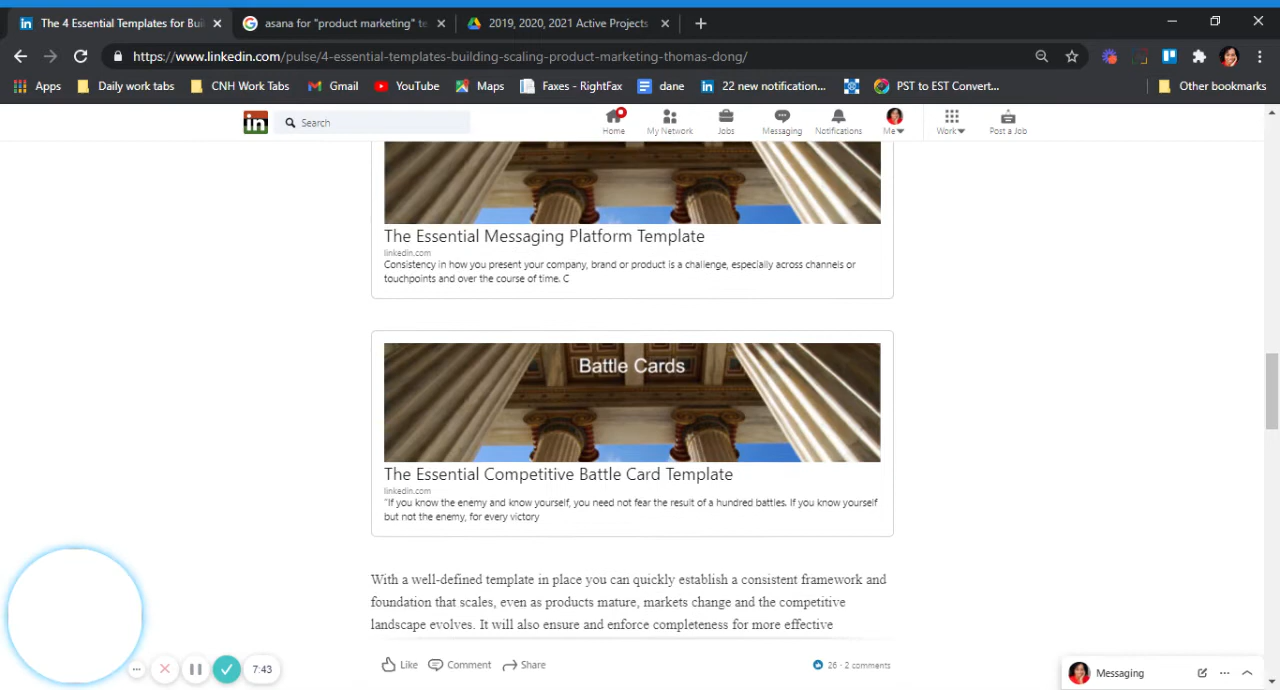 The 4 Essential Templates for Bui
asana for "product marketing" te
2019, 2020, 2021 Active Projects
https://www.linkedin.com/pulse/4-essential-templates-building-scaling-product-marketing-thomas-dong/
Apps
Daily work tabs
CNH Work Tabs
Gmail
YouTube
Maps
Faxes - RightFax
dane
22 new notification...
PST to EST Convert...
Other bookmarks
in
Search
Home
My Network
Jobs
Messaging
Notifications
Me
Work
Post a Job
The Essential Messaging Platform Template
linkedin.com
Consistency in how you present your company, brand or product is a challenge, especially across channels or
touchpoints and over the course of time. C
Battle Cards
The Essential Competitive Battle Card Template
linkedin.com
"If you know the enemy and know yourself, you need not fear the result of a hundred battles. If you know yourself
but not the enemy, for every victory
With a well-defined template in place you can quickly establish a consistent framework and
foundation that scales, even as products mature, markets change and the competitive
landscape evolves. It will also ensure and enforce completeness for more effective
Like
Comment
Share
26 · 2 comments
7:43
Messaging